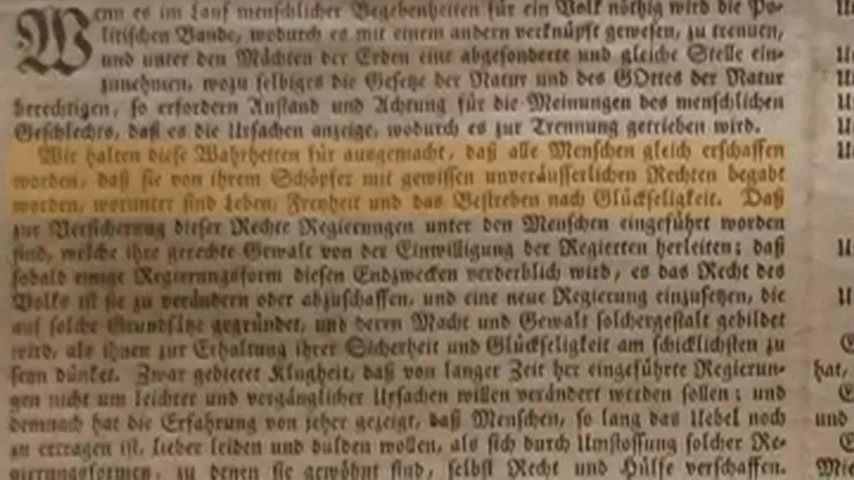 Wenn es im Lauf menschlicher Begebenheiten für ein Volk nöthig wird die Po-
litischen Bande, wodurch es mit einem andern verknüpft gewesen, zu trennen,
und unter den Mächten der Erden eine abgesonderte und gleiche Stelle ein-
zunehmen, wozu selbiges die Gesetze der Natur und des GOttes der Natur
berechtigen, so erfordern Anstand und Achtung für die Meinungen des menschlichen
Geschlechts, daß es die Ursachen anzeige, wodurch es zur Trennung getrieben wird.
Wir halten diese Wahrheiten für ausgemacht, daß alle Menschen gleich erschaffen
worden, daß sie von ihrem Schöpfer mit gewissen unveräusserlichen Rechten begabt
worden, worunter sind Leben, Freyheit und das Bestreben nach Glückseligkeit. Daß
zur Versicherung dieser Rechte Regierungen unter den Menschen eingeführt worden
sind, welche ihre gerechte Gewalt von der Einwilligung der Regierten herleiten; daß
sobald einige Regierungsform diesen Endzwecken verderblich wird, es das Recht des
Volks ist sie zu verändern oder abzuschaffen, und eine neue Regierung einzusetzen, die
auf solche Grundsätze gegründet, und deren Macht und Gewalt solchergestalt gebildet
wird, als ihnen zur Erhaltung ihrer Sicherheit und Glückseligkeit am schicklichsten zu
seyn dünket. Zwar gebietet Klugheit, daß von langer Zeit her eingeführte Regierun-
gen nicht um leichter und vergänglicher Ursachen willen verändert werden sollen; und
demnach hat die Erfahrung von jeher gezeigt, daß Menschen, so lang das Uebel noch
zu ertragen ist, lieber leiden und dulden wollen, als sich durch Umstossung solcher Re-
gierungsformen, zu denen sie gewöhnt sind, selbst Recht und Hülfe verschaffen.
hat,
und